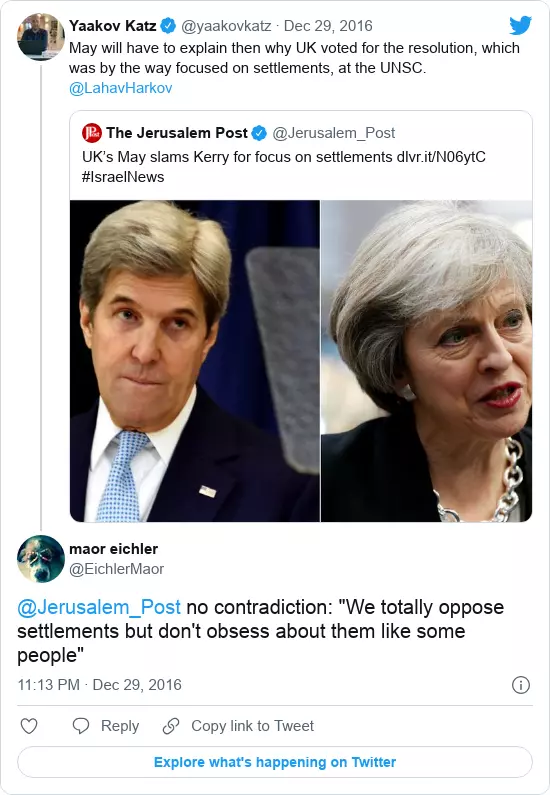 Yaakov Katz @yaakovkatz · Dec 29, 2016
May will have to explain then why UK voted for the resolution, which
was by the way focused on settlements, at the UNSC.
@LahavHarkov
JPost The Jerusalem Post @Jerusalem_Post
UK's May slams Kerry for focus on settlements dlvr.it/N06ytC
#IsraelNews
maor eichler
@EichlerMaor
@Jerusalem_Post no contradiction: "We totally oppose
settlements but don't obsess about them like some
people"
11:13 PM · Dec 29, 2016
Reply Copy link to Tweet
Explore what's happening on Twitter